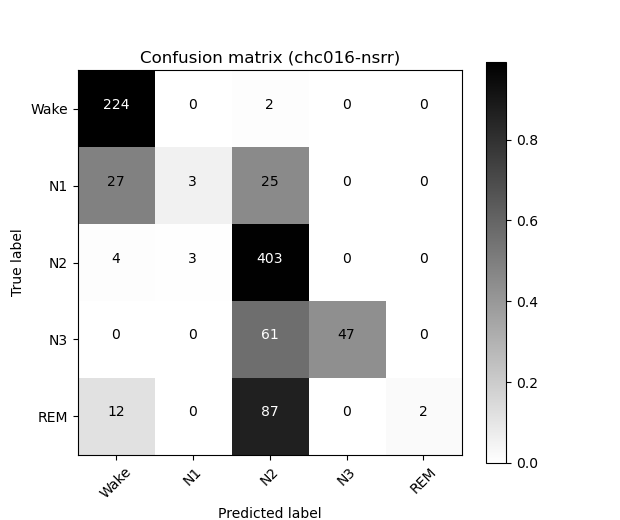 Confusion matrix (chc016-nsrr)
Wake 224 0 2 0 0
N1 27 3 25 0 0
N2 4 3 403 0 0
N3 0 0 61 47 0
REM 12 0 87 0 2
Wake N1 N2 N3 REM
True label
Predicted label
0.8
0.6
0.4
0.2
0.0